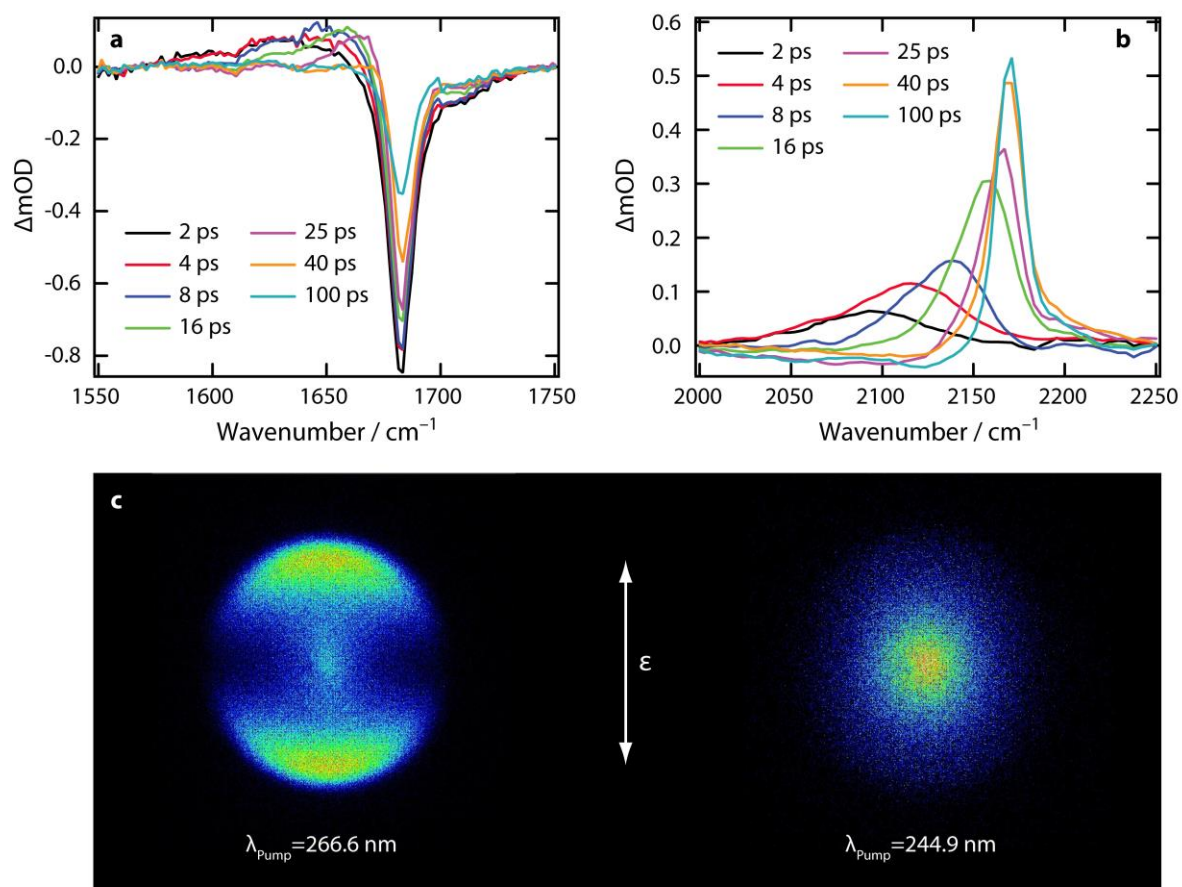 a
0.0
-0.2
-0.4
-0.6
-0.8
ΔmOD
2 ps
4 ps
8 ps
16 ps
25 ps
40 ps
100 ps
1550
1600
1650
1700
1750
Wavenumber / cm⁻¹
b
0.6
0.5
0.4
0.3
0.2
0.1
0.0
ΔmOD
2 ps
4 ps
8 ps
16 ps
25 ps
40 ps
100 ps
2000
2050
2100
2150
2200
2250
Wavenumber / cm⁻¹
c
ε
λPump=266.6 nm
λPump=244.9 nm